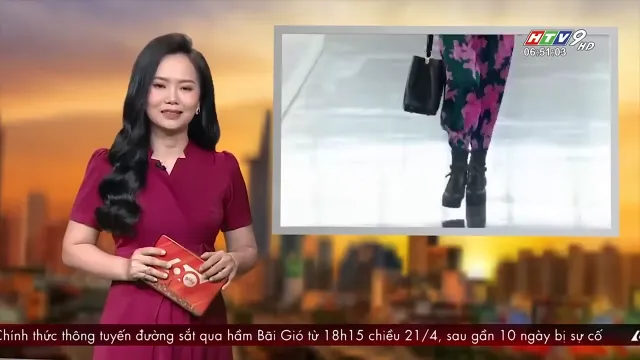 HTV9 HD
06:51:03
Chính thức thông tuyến đường sắt qua hầm Bãi Gió từ 18h15 chiều 21/4, sau gần 10 ngày bị sự cố